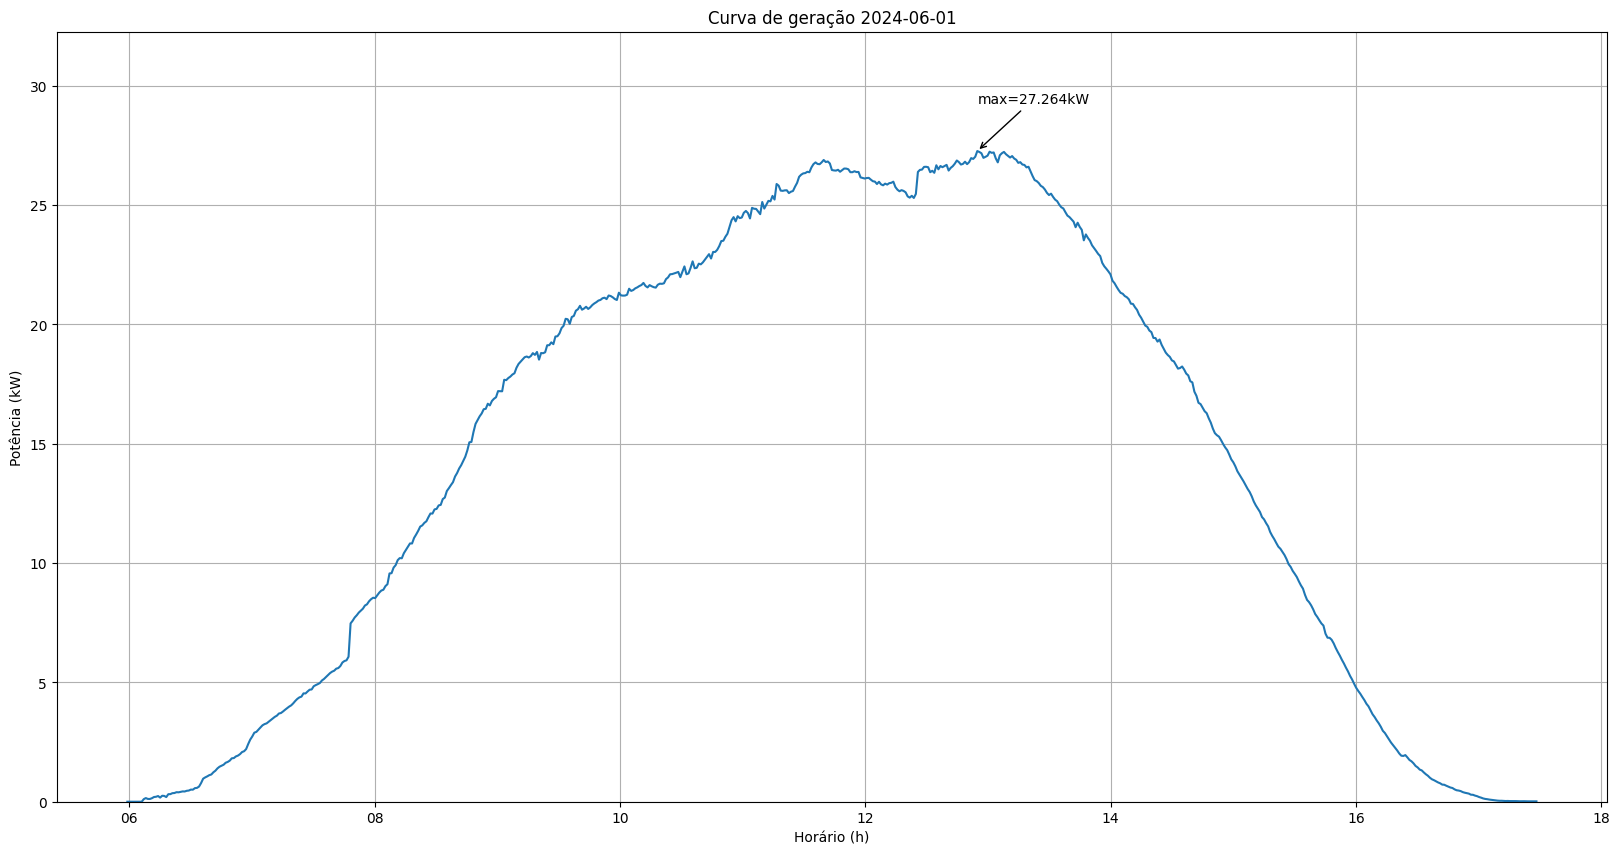 Curva de geração 2024-06-01
max=27.264kW
Potência (kW)
30
25
20
15
10
5
0
06 08 10 12 14 16 18
Horário (h)